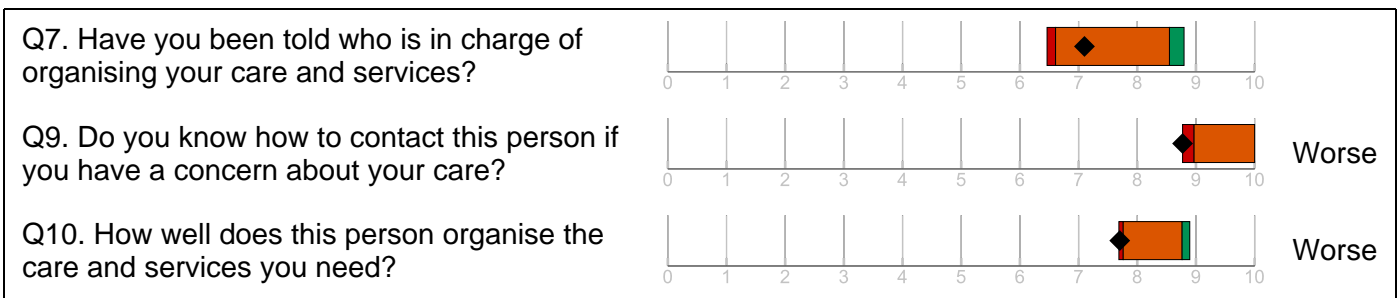 Q7. Have you been told who is in charge of
organising your care and services?
0 1 2 3 4 5 6 7 8 9 10
Q9. Do you know how to contact this person if
you have a concern about your care?
0 1 2 3 4 5 6 7 8 9 10
Worse
Q10. How well does this person organise the
care and services you need?
0 1 2 3 4 5 6 7 8 9 10
Worse